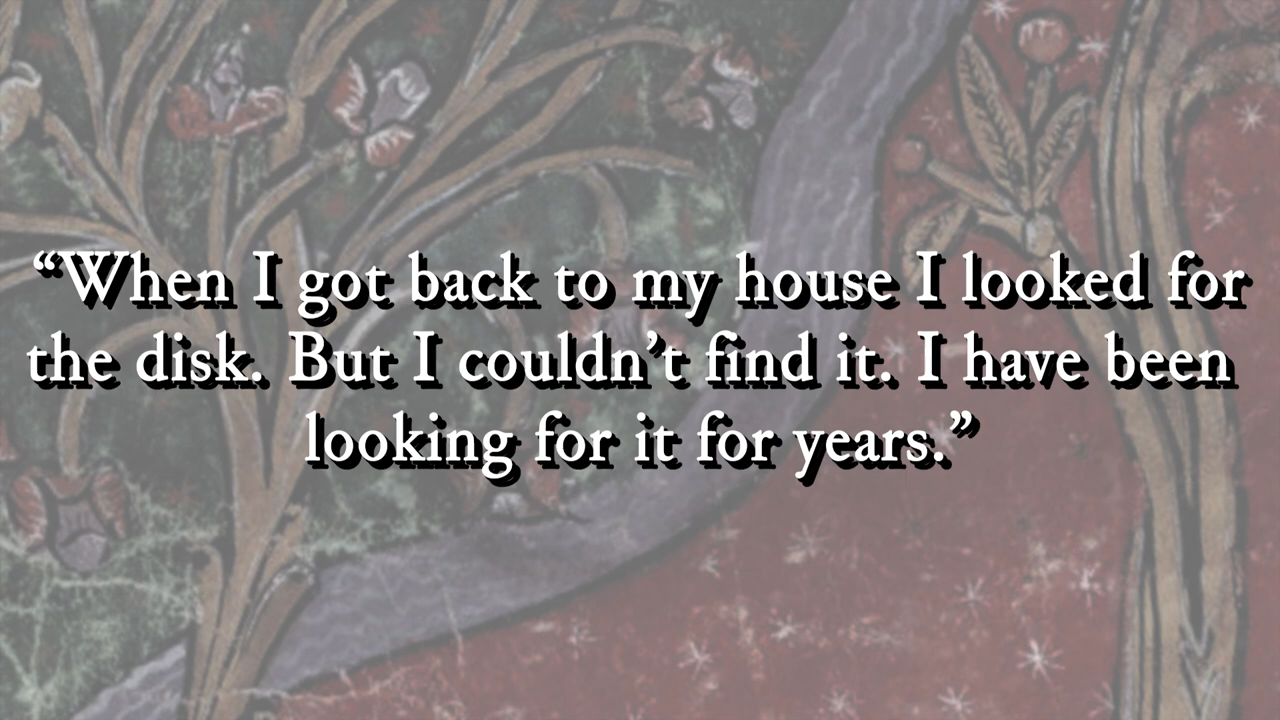 “When I got back to my house I looked for
the disk. But I couldn’t find it. I have been
looking for it for years.”